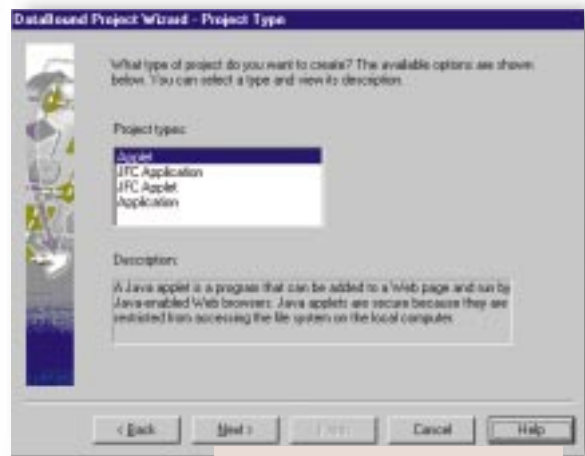 DataBound Project Wizard - Project Type
What type of project do you want to create? The available options are shown
below. You can select a type and view its description.
Project types:
Applet
JFC Application
JFC Applet
Application
Description:
A Java applet is a program that can be added to a Web page and run by
Java-enabled Web browsers. Java applets are secure because they are
restricted from accessing the file system on the local computer.
< Back
Next >
Cancel
Help